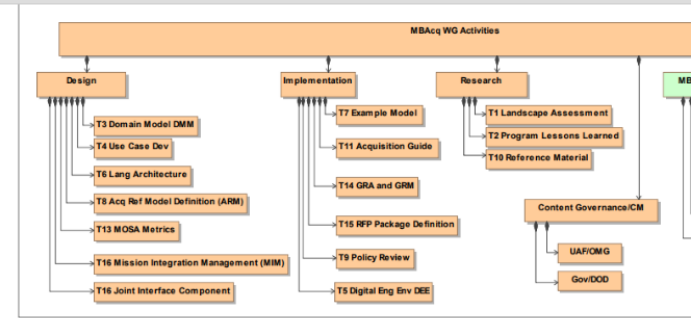 MBAcq WG Activities
Design
T3 Domain Model DMM
T4 Use Case Dev
T6 Lang Architecture
T8 Acq Ref Model Definition (ARM)
T13 MOSA Metrics
T16 Mission Integration Management (MIM)
T16 Joint Interface Component
Implementation
T7 Example Model
T11 Acquisition Guide
T14 GRA and GRM
T15 RFP Package Definition
T9 Policy Review
T5 Digital Eng Env DEE
Research
T1 Landscape Assessment
T2 Program Lessons Learned
T10 Reference Material
Content Governance/CM
UAF/OMG
Gov/DOD
MB